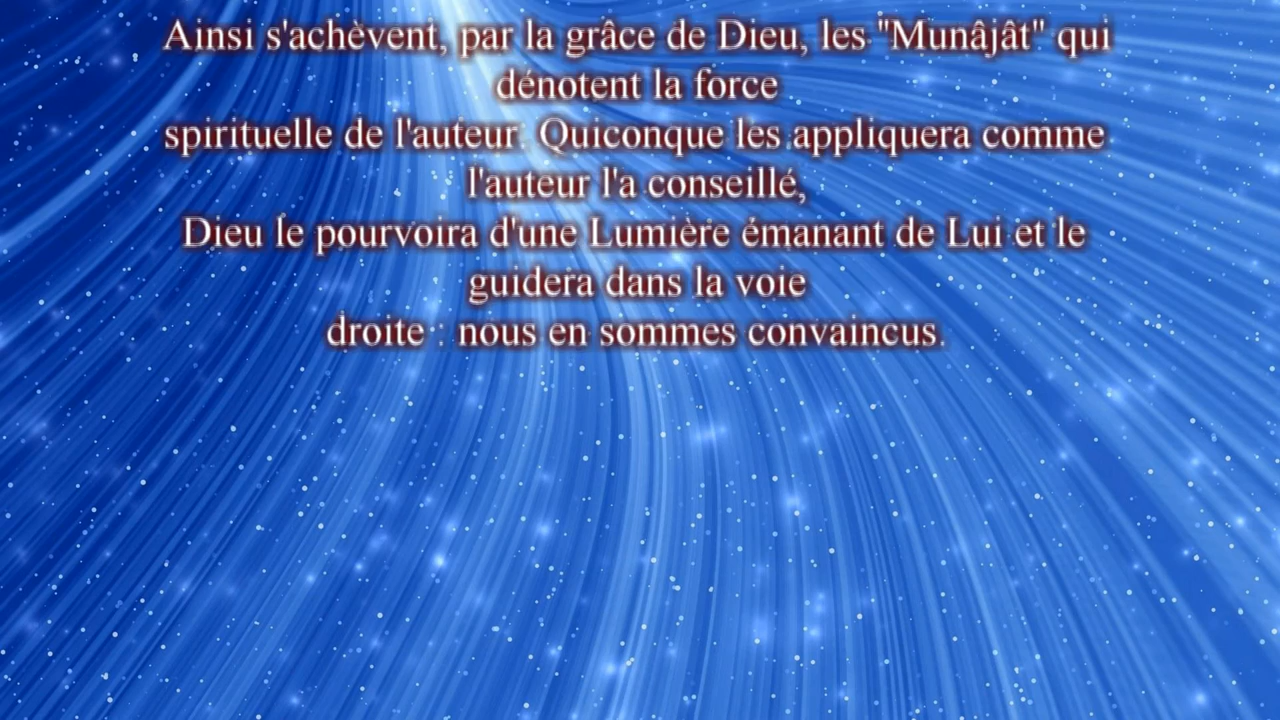 Ainsi s'achèvent, par la grâce de Dieu, les "Munâjât" qui
dénotent la force
spirituelle de l'auteur. Quiconque les appliquera comme
l'auteur l'a conseillé,
Dieu le pourvoira d'une Lumière émanant de Lui et le
guidera dans la voie
droite : nous en sommes convaincus.